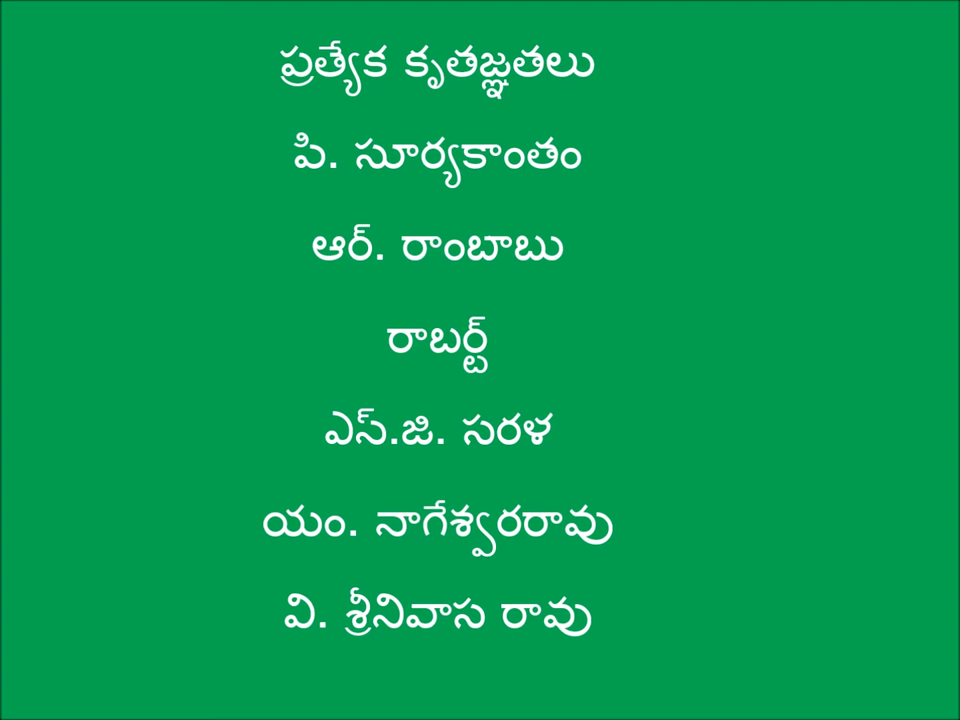 ప్రత్యేక కృతజ్ఞతలు
పి. సూర్యకాంతం
ఆర్. రాంబాబు
రాబర్ట్
ఎస్.జి. సరళ
యం. నాగేశ్వరరావు
వి. శ్రీనివాస రావు